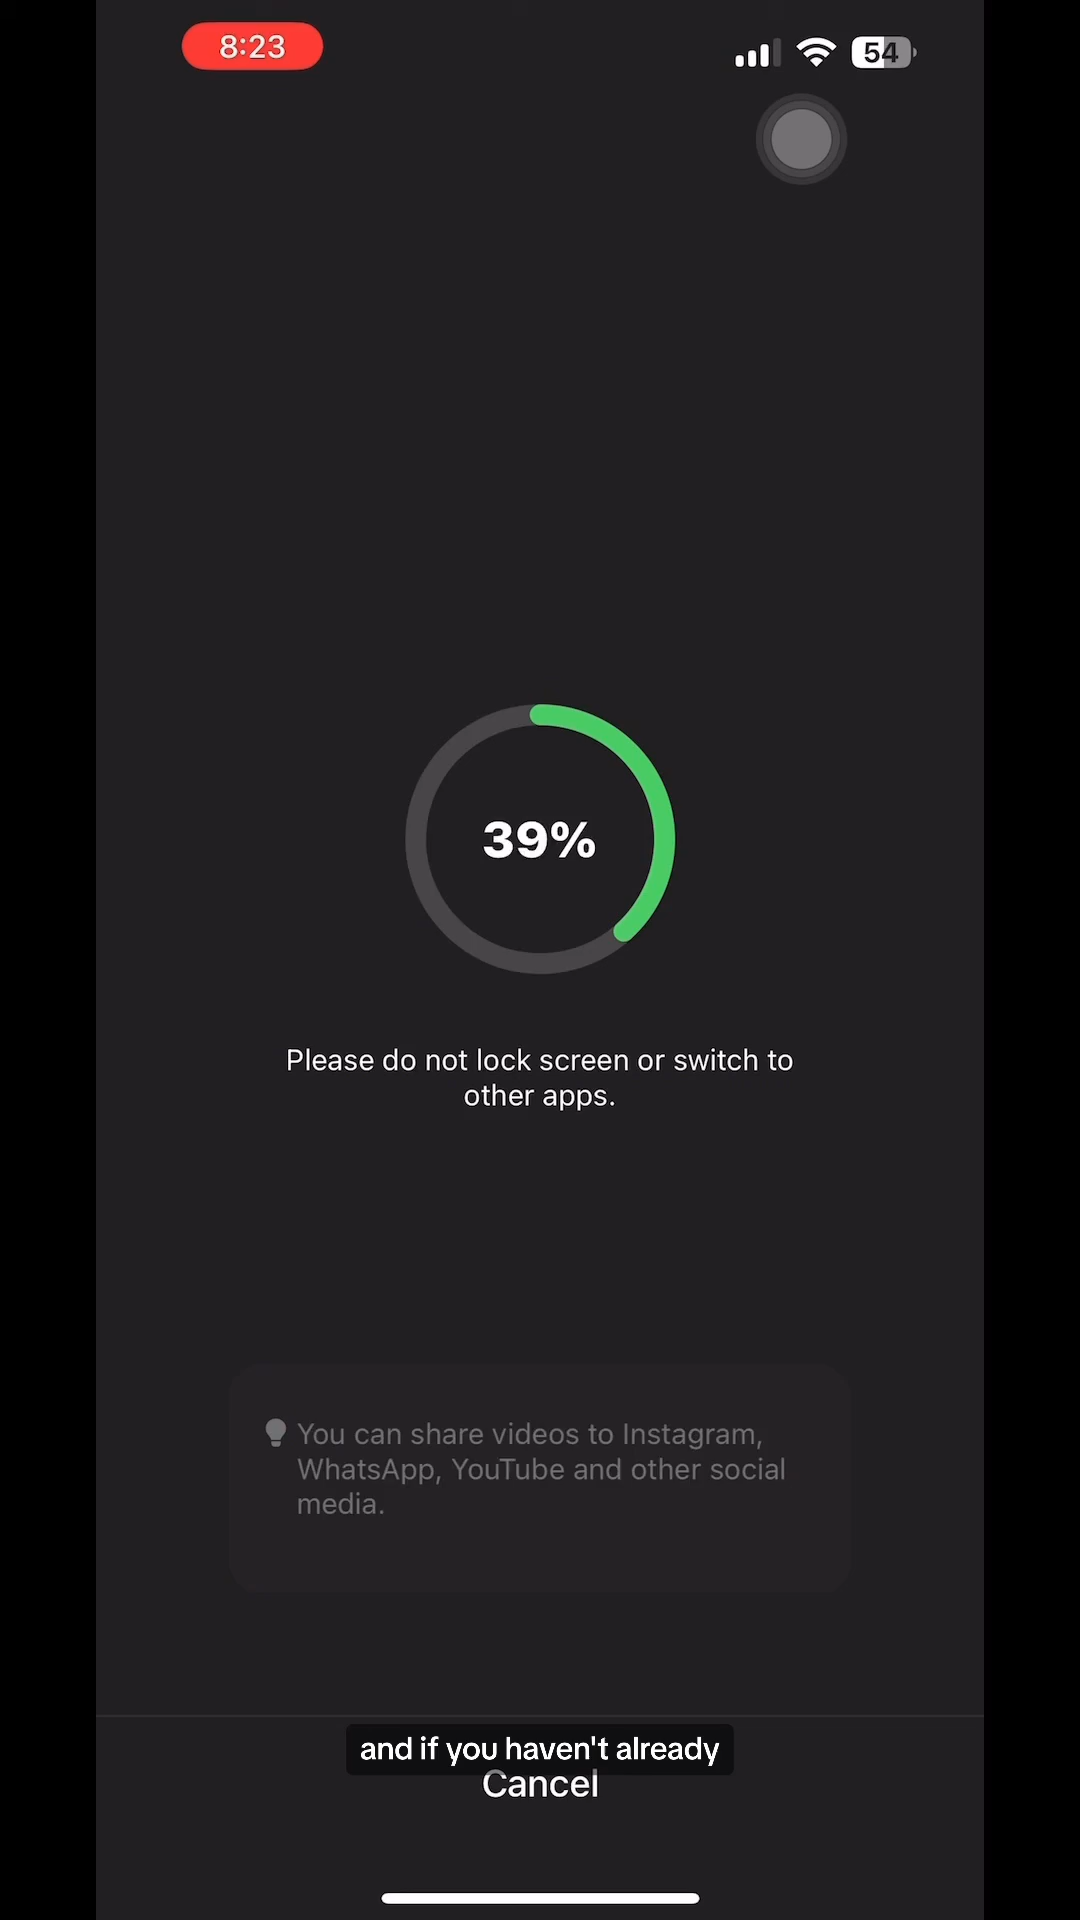 8:23
54
39%
Please do not lock screen or switch to
other apps.
You can share videos to Instagram,
WhatsApp, YouTube and other social
media.
and if you haven't already
Cancel